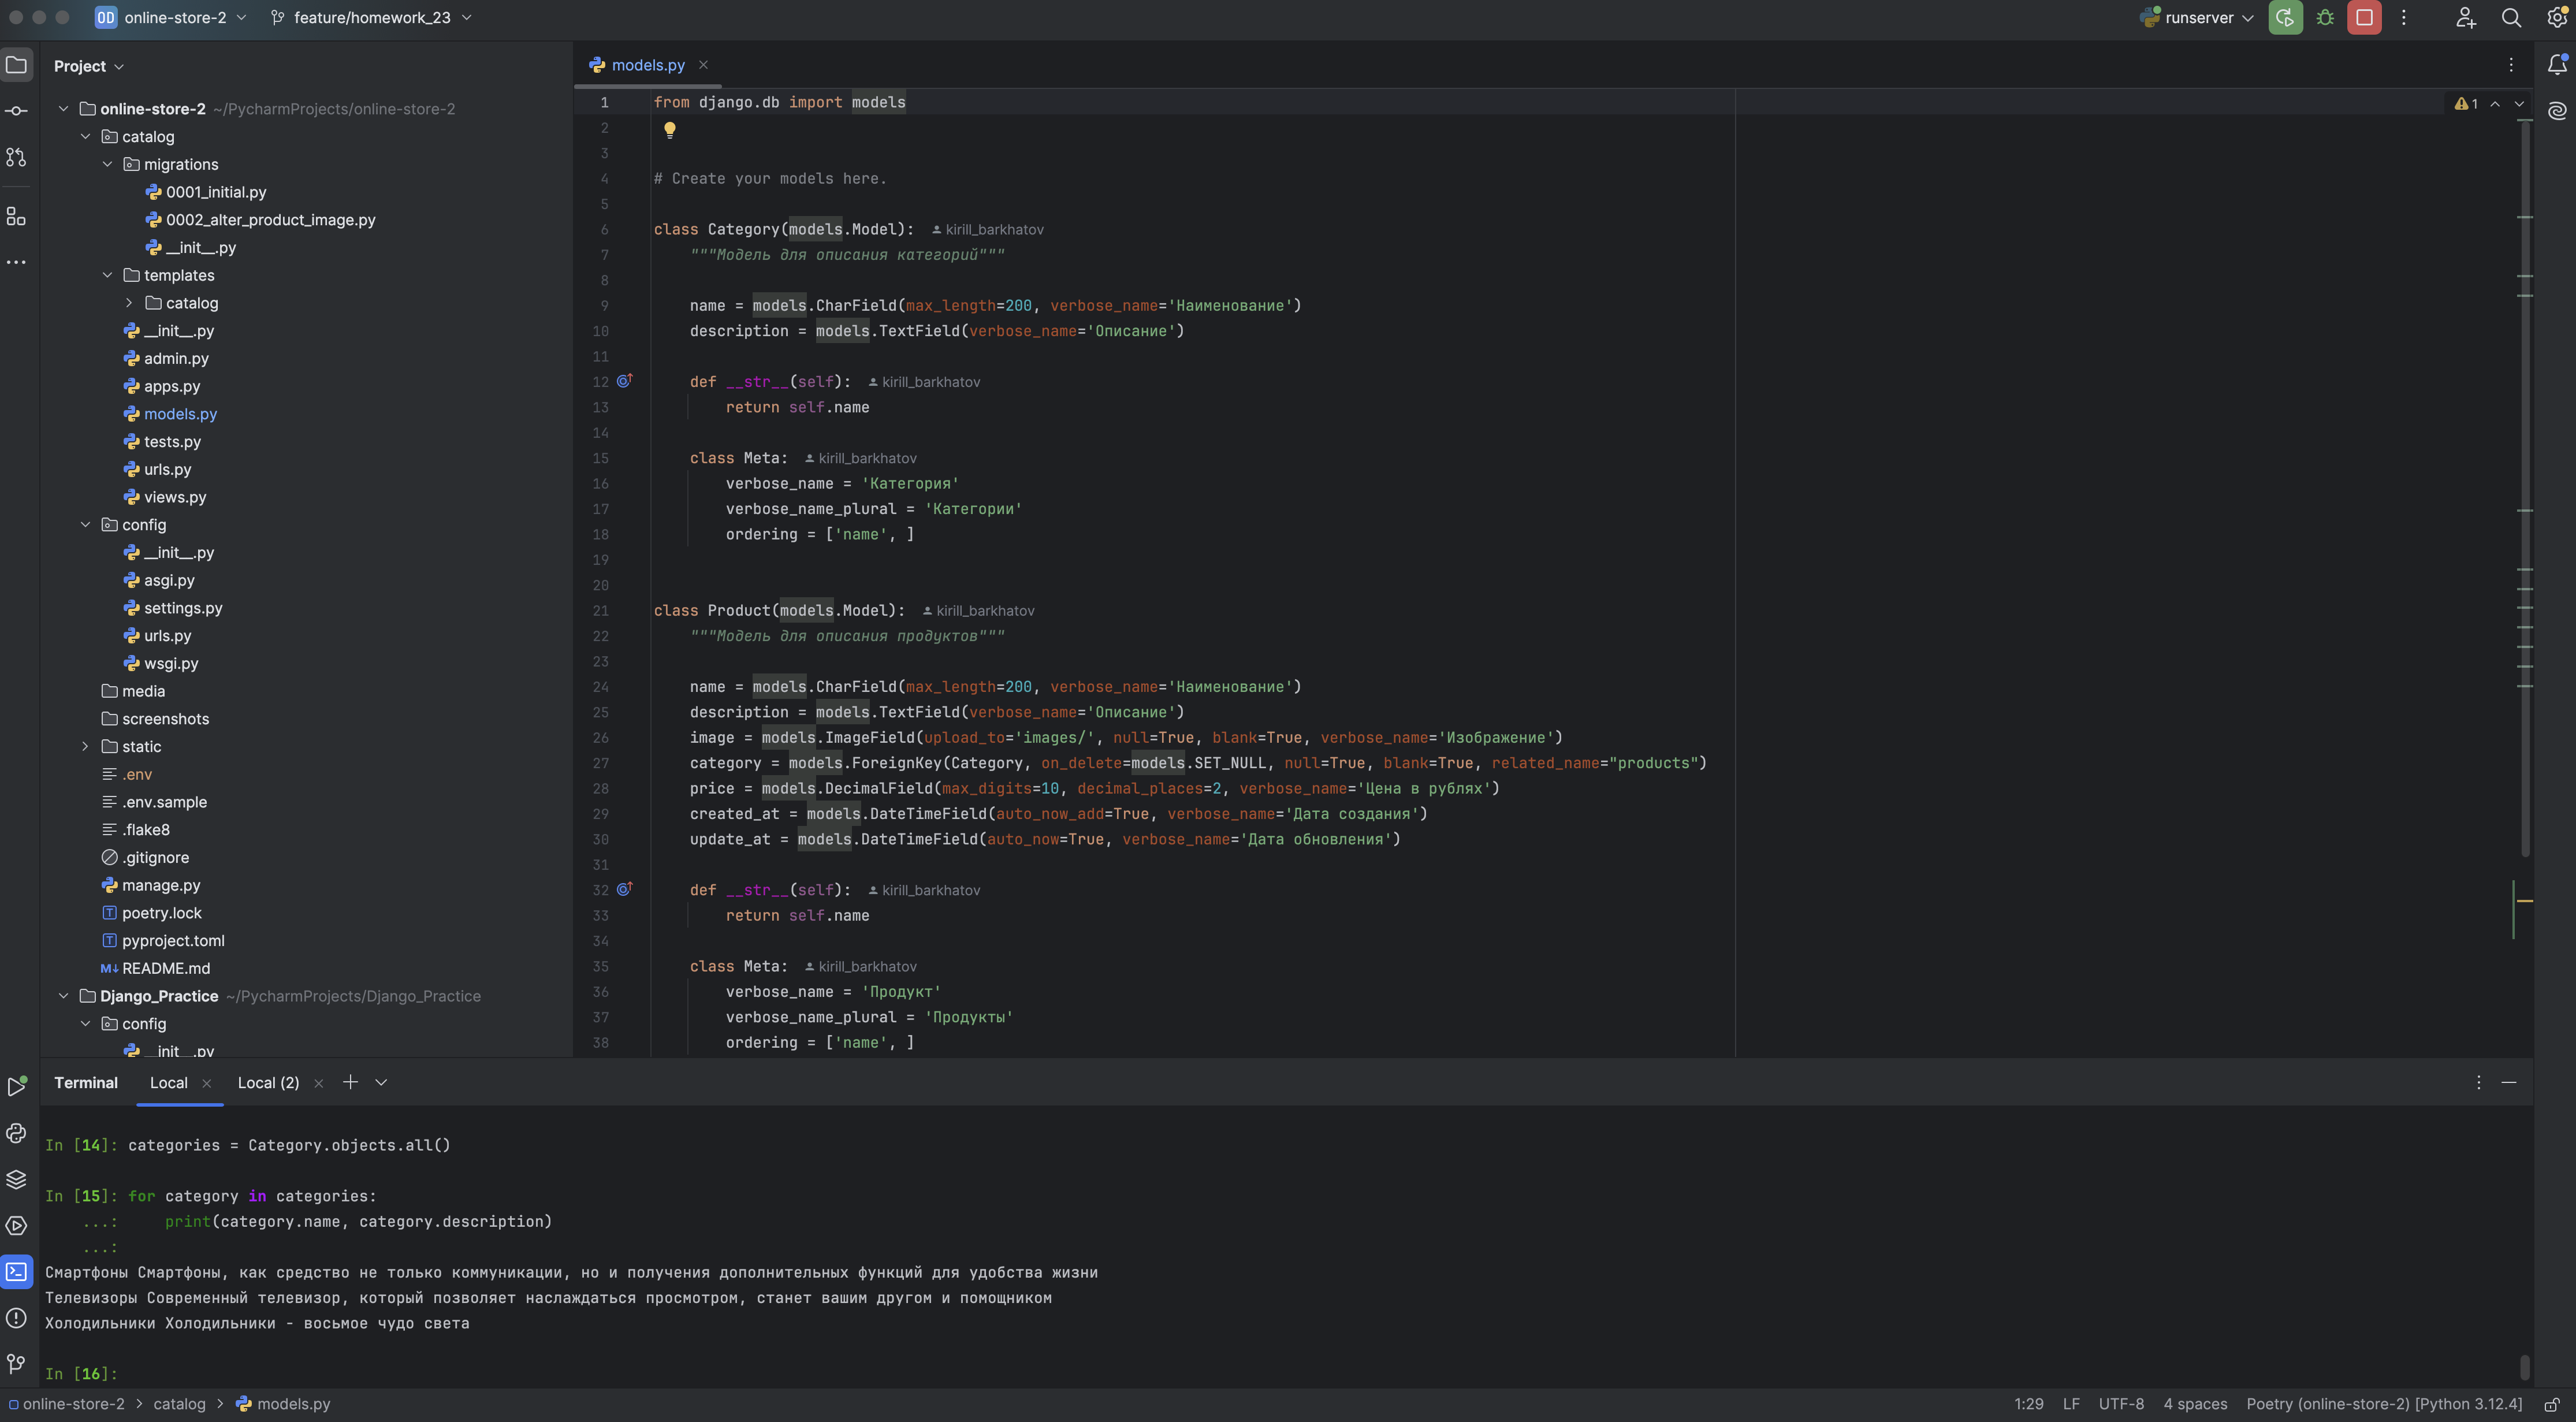 OD online-store-2 feature/homework_23 runserver
Project
models.py
online-store-2 ~/PycharmProjects/online-store-2
catalog
migrations
0001_initial.py
0002_alter_product_image.py
__init__.py
templates
catalog
__init__.py
admin.py
apps.py
models.py
tests.py
urls.py
views.py
config
__init__.py
asgi.py
settings.py
urls.py
wsgi.py
media
screenshots
static
.env
.env.sample
.flake8
.gitignore
manage.py
poetry.lock
pyproject.toml
README.md
Django_Practice ~/PycharmProjects/Django_Practice
config
__init__.py
1 from django.db import models
1
2
3
4 # Create your models here.
5
6 class Category(models.Model): kirill_barkhatov
7 """Модель для описания категорий"""
8
9 name = models.CharField(max_length=200, verbose_name='Наименование')
10 description = models.TextField(verbose_name='Описание')
11
12 def __str__(self): kirill_barkhatov
13 return self.name
14
15 class Meta: kirill_barkhatov
16 verbose_name = 'Категория'
17 verbose_name_plural = 'Категории'
18 ordering = ['name', ]
19
20
21 class Product(models.Model): kirill_barkhatov
22 """Модель для описания продуктов"""
23
24 name = models.CharField(max_length=200, verbose_name='Наименование')
25 description = models.TextField(verbose_name='Описание')
26 image = models.ImageField(upload_to='images/', null=True, blank=True, verbose_name='Изображение')
27 category = models.ForeignKey(Category, on_delete=models.SET_NULL, null=True, blank=True, related_name="products")
28 price = models.DecimalField(max_digits=10, decimal_places=2, verbose_name='Цена в рублях')
29 created_at = models.DateTimeField(auto_now_add=True, verbose_name='Дата создания')
30 update_at = models.DateTimeField(auto_now=True, verbose_name='Дата обновления')
31
32 def __str__(self): kirill_barkhatov
33 return self.name
34
35 class Meta: kirill_barkhatov
36 verbose_name = 'Продукт'
37 verbose_name_plural = 'Продукты'
38 ordering = ['name', ]
Terminal Local Local (2)
In [14]: categories = Category.objects.all()
In [15]: for category in categories:
...: print(category.name, category.description)
...:
Смартфоны Смартфоны, как средство не только коммуникации, но и получения дополнительных функций для удобства жизни
Телевизоры Современный телевизор, который позволяет наслаждаться просмотром, станет вашим другом и помощником
Холодильники Холодильники - восьмое чудо света
In [16]:
online-store-2 > catalog > models.py 1:29 LF UTF-8 4 spaces Poetry (online-store-2) [Python 3.12.4]